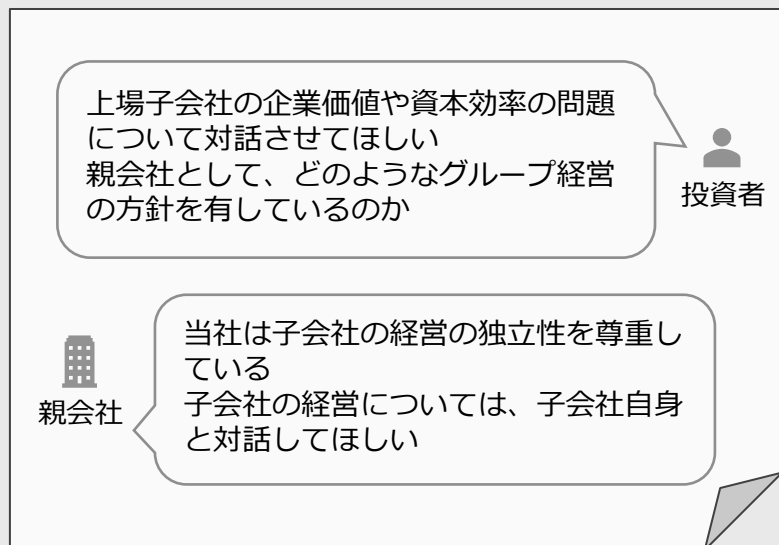 上場子会社の企業価値や資本効率の問題
について対話させてほしい
親会社として、どのようなグループ経営
の方針を有しているのか
投資者
当社は子会社の経営の独立性を尊重し
ている
子会社の経営については、子会社自身
と対話してほしい
親会社